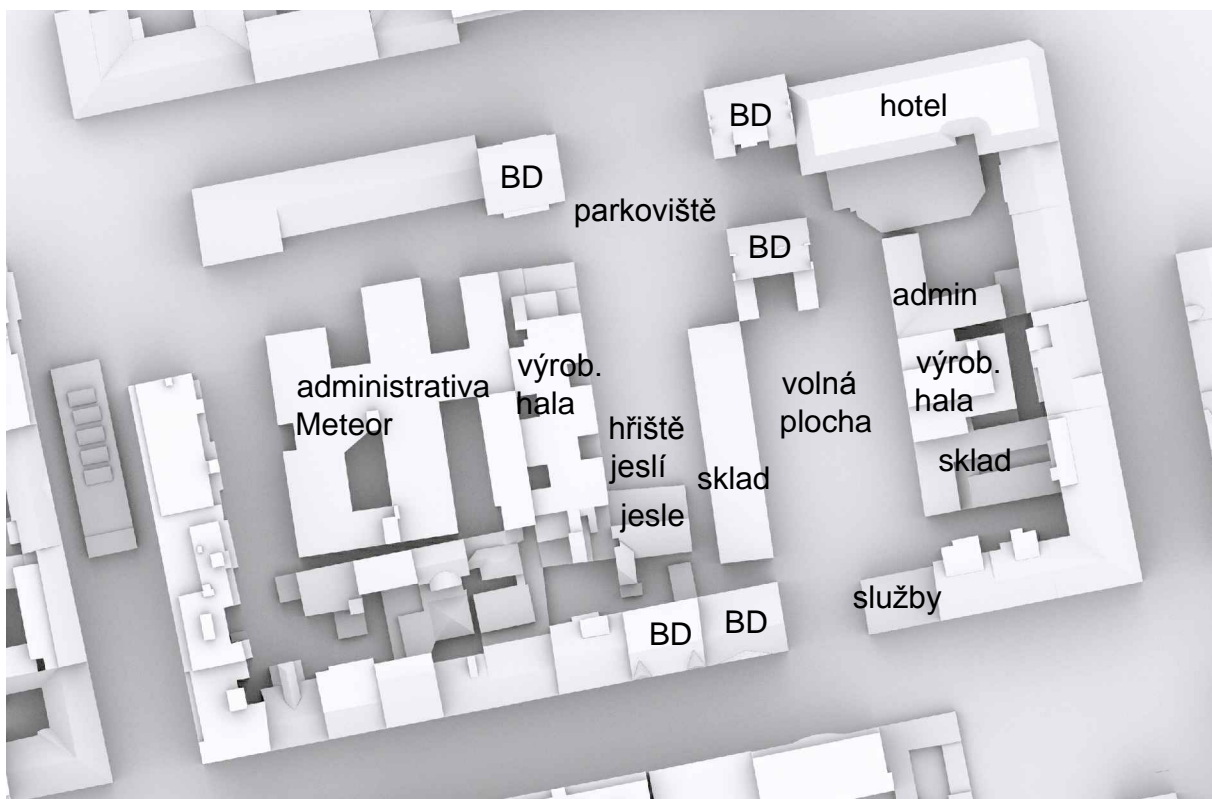 BD
hotel
BD
parkoviště
BD
admin
administrativa
Meteor
výrob.
hala
hřiště
jeslí
jesle
sklad
volná
plocha
výrob.
hala
sklad
služby
BD
BD